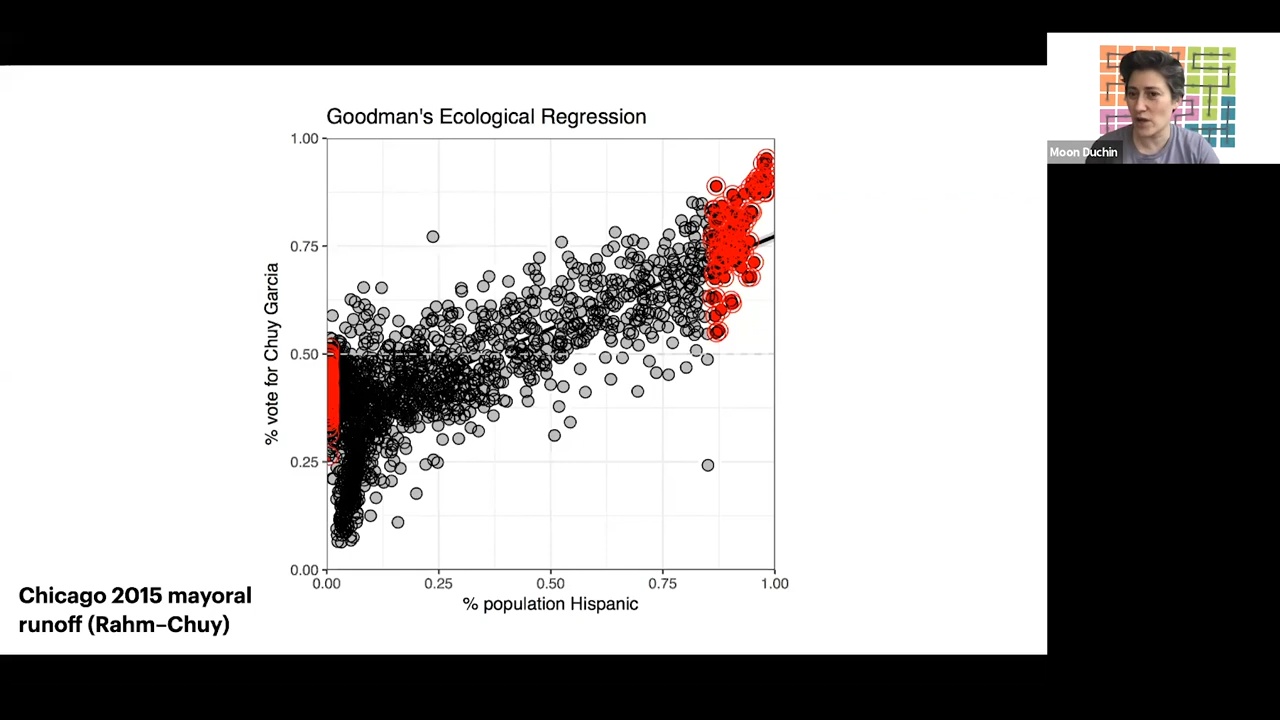 Goodman's Ecological Regression
1.00
0.75
0.50
0.25
0.00
% vote for Chuy Garcia
0.00 0.25 0.50 0.75 1.00
% population Hispanic
Chicago 2015 mayoral
runoff (Rahm–Chuy)
Moon Duchin